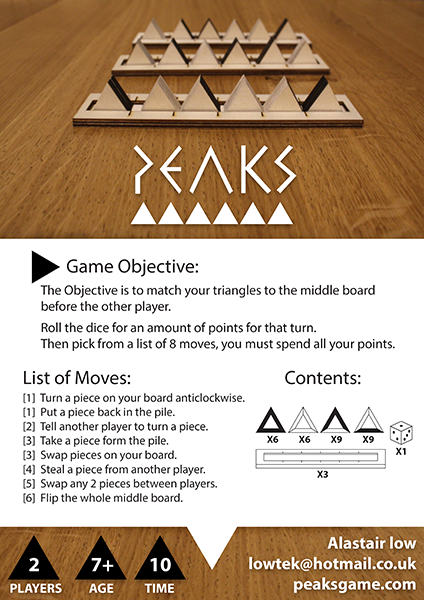 PEAKS
Game Objective:
The Objective is to match your triangles to the middle board
before the other player.
Roll the dice for an amount of points for that turn.
Then pick from a list of 8 moves, you must spend all your points.
List of Moves:
[1] Turn a piece on your board anticlockwise.
[1] Put a piece back in the pile.
[2] Tell another player to turn a piece.
[3] Take a piece form the pile.
[3] Swap pieces on your board.
[4] Steal a piece from another player.
[5] Swap any 2 pieces between players.
[6] Flip the whole middle board.
Contents:
X6 X6 X9 X9 X1
X3
2 PLAYERS
7+ AGE
10 TIME
Alastair low
lowtek@hotmail.co.uk
peaksgame.com